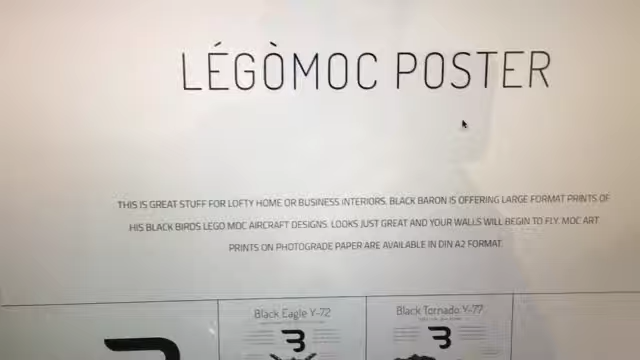 LÉGÒMOC POSTER
THIS IS GREAT STUFF FOR LOFTY HOME OR BUSINESS INTERIORS. BLACK BARON IS OFFERING LARGE FORMAT PRINTS OF
HIS BLACK BIRDS LEGO MOC AIRCRAFT DESIGNS. LOOKS JUST GREAT AND YOUR WALLS WILL BEGIN TO FLY. MOC ART
PRINTS ON PHOTOGRADE PAPER ARE AVAILABLE IN DIN A2 FORMAT.
Black Eagle Y-72
Black Tornado Y-77